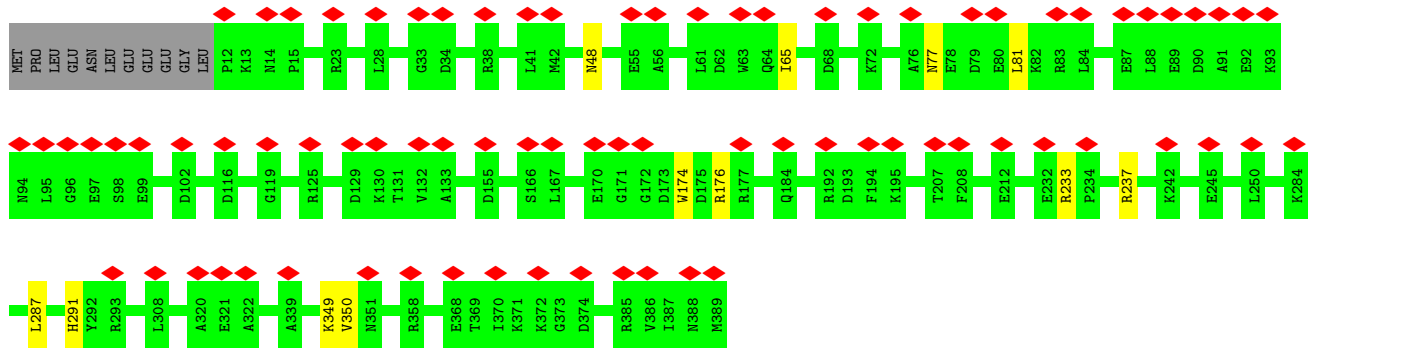 MET PRO LEU GLU ASN LEU GLU GLU GLU GLY LEU P12 K13 N14 P15 R23 L28 G33 D34 R38 L41 M42 N48 E55 A56 L61 D62 W63 Q64 I65 D68 K72 A76 N77 E78 D79 E80 L81 K82 R83 L84 E87 L88 E89 D90 A91 E92 K93
N94 L95 G96 E97 S98 E99 D102 D116 G119 R125 D129 K130 T131 V132 A133 D155 S166 L167 E170 G171 G172 D173 W174 D175 R176 R177 Q184 R192 D193 F194 K195 T207 F208 E212 E232 R233 P234 R237 K242 E245 L250 K284
L287 H291 Y292 R293 L308 A320 E321 A322 A339 K349 V350 N351 R358 E368 T369 I370 K371 K372 G373 D374 R385 V386 I387 N388 M389